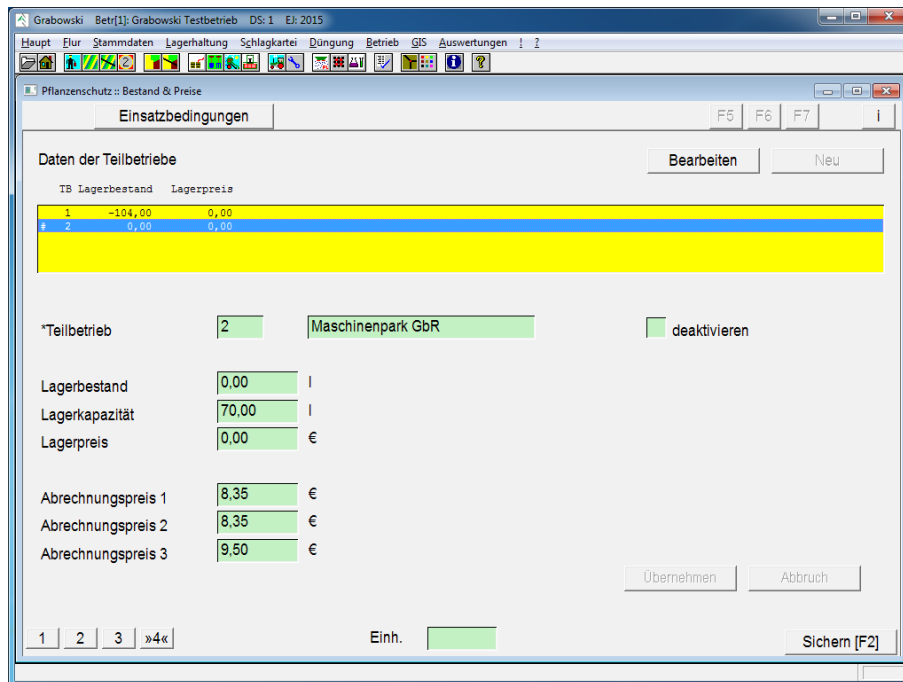 Grabowski Betr[1]: Grabowski Testbetrieb DS: 1 EJ: 2015
Haupt Flur Stammdaten Lagerhaltung Schlagkartei Düngung Betrieb GIS Auswertungen ! ?
Pflanzenschutz :: Bestand & Preise
Einsatzbedingungen F5 F6 F7 i
Daten der Teilbetriebe Bearbeiten Neu
TB Lagerbestand Lagerpreis
1 -104,00 0,00
# 2 0,00 0,00
*Teilbetrieb 2 Maschinenpark GbR deaktivieren
Lagerbestand 0,00 l
Lagerkapazität 70,00 l
Lagerpreis 0,00 €
Abrechnungspreis 1 8,35 €
Abrechnungspreis 2 8,35 €
Abrechnungspreis 3 9,50 €
Übernehmen Abbruch
1 2 3 »4« Einh. Sichern [F2]